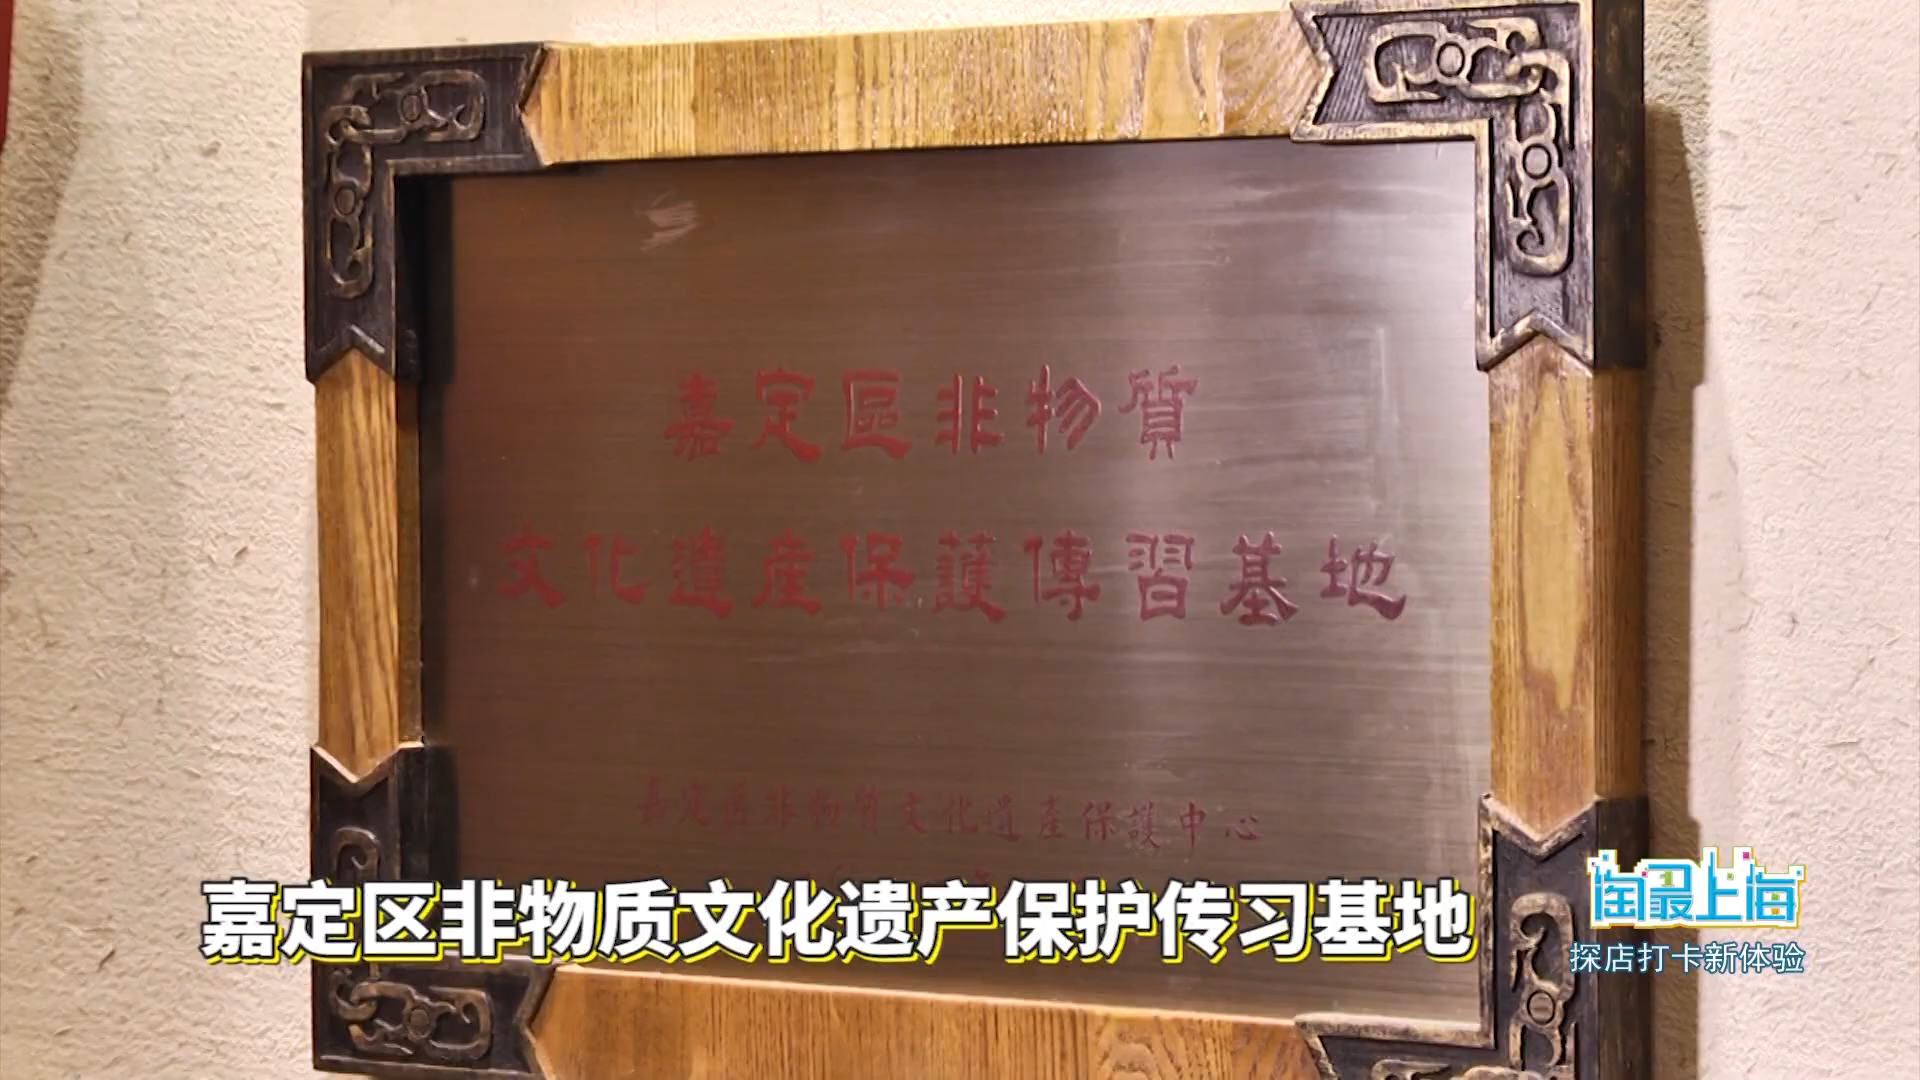 嘉定區非物質
文化遺産保護傳習基地
嘉定區非物質文化遺產保護中心
嘉定区非物质文化遗产保护传习基地
淘最上海
探店打卡新体验